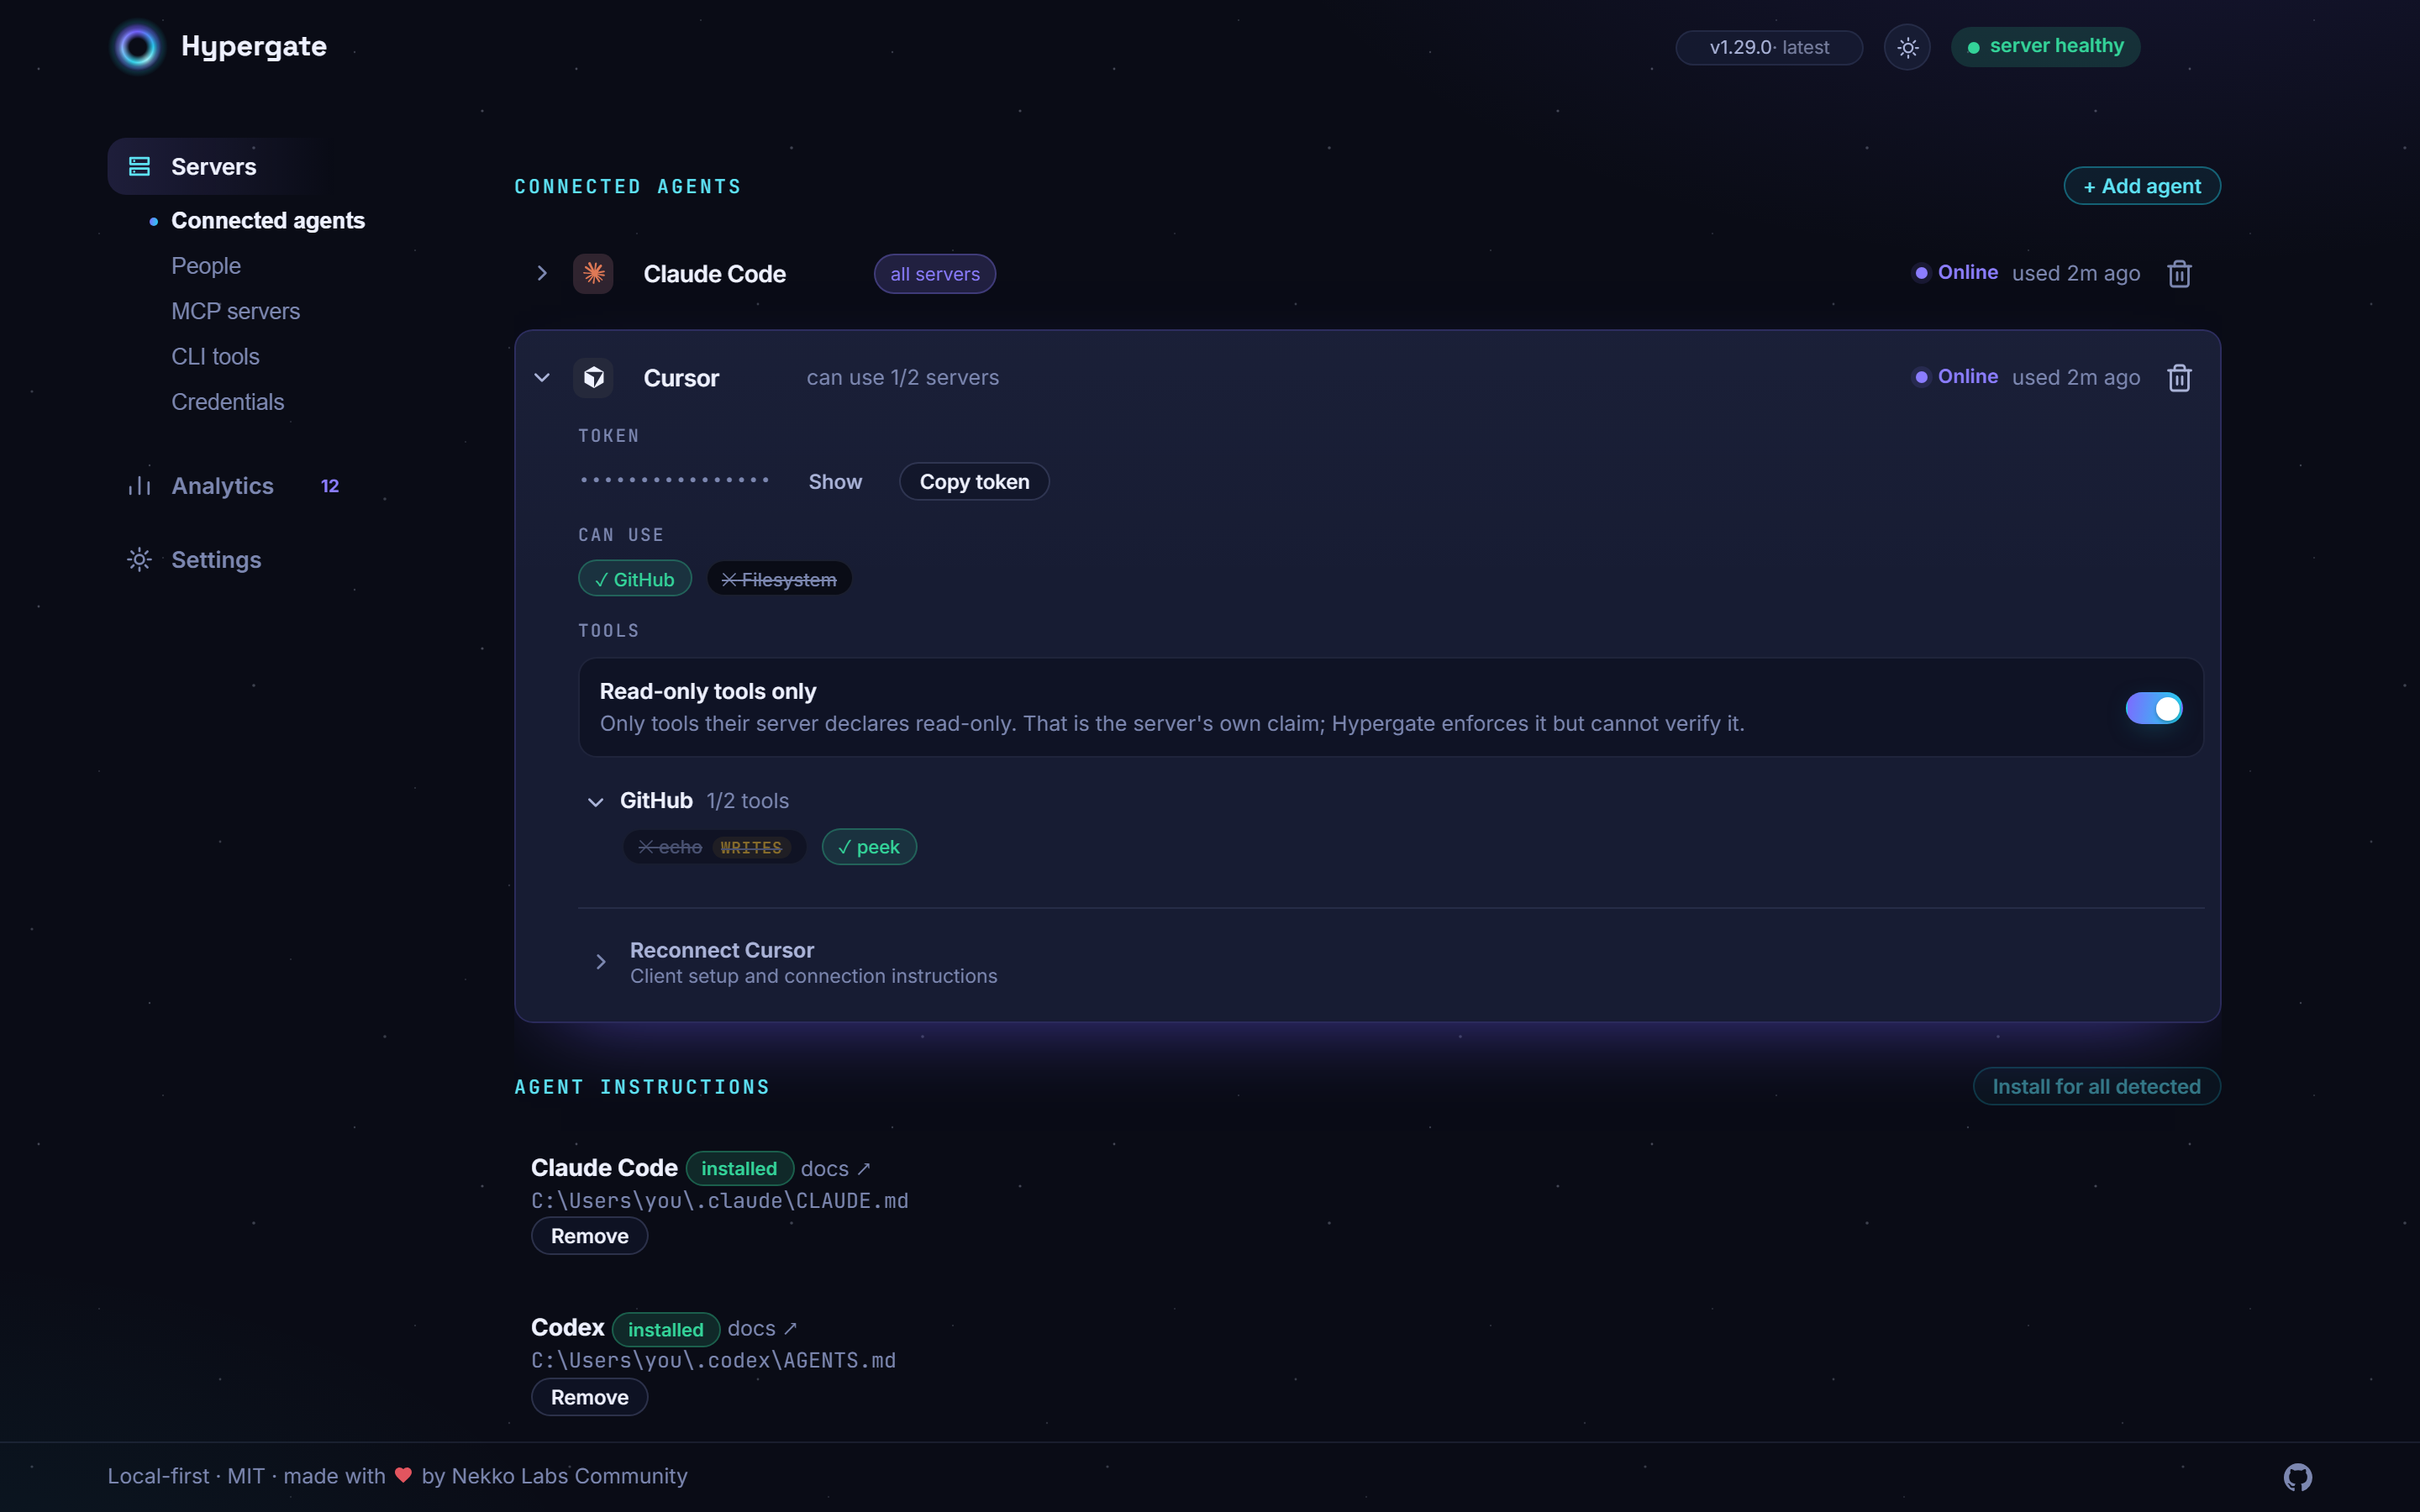 Hypergate
v1.29.0 · latest
server healthy
Servers
Connected agents
People
MCP servers
CLI tools
Credentials
Analytics 12
Settings
CONNECTED AGENTS
+ Add agent
Claude Code all servers Online used 2m ago
Cursor can use 1/2 servers Online used 2m ago
TOKEN
•••••••••••••••• Show Copy token
CAN USE
✓ GitHub ✕ Filesystem
TOOLS
Read-only tools only
Only tools their server declares read-only. That is the server's own claim; Hypergate enforces it but cannot verify it.
GitHub 1/2 tools
✕ echo WRITES ✓ peek
Reconnect Cursor
Client setup and connection instructions
AGENT INSTRUCTIONS
Install for all detected
Claude Code installed docs ↗
C:\Users\you\.claude\CLAUDE.md
Remove
Codex installed docs ↗
C:\Users\you\.codex\AGENTS.md
Remove
Local-first · MIT · made with ♥ by Nekko Labs Community